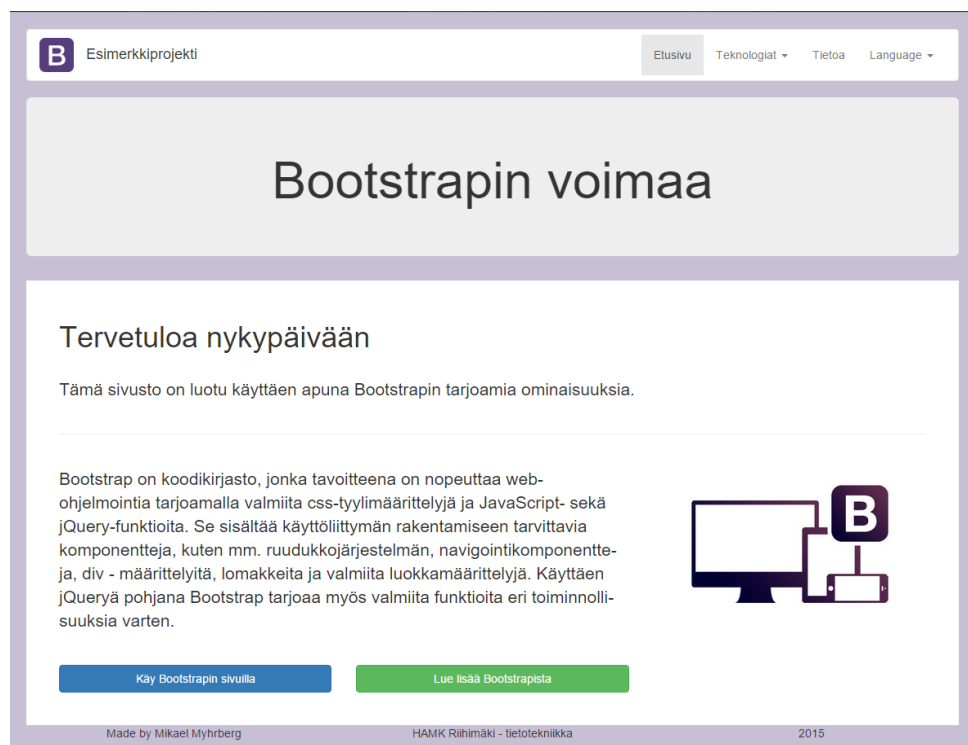 B Esimerkkiprojekti Etusivu Teknologiat Tietoa Language
Bootstrapin voimaa
Tervetuloa nykypäivään
Tämä sivusto on luotu käyttäen apuna Bootstrapin tarjoamia ominaisuuksia.
Bootstrap on koodikirjasto, jonka tavoitteena on nopeuttaa web-
ohjelmointia tarjoamalla valmiita css-tyylimäärittelyjä ja JavaScript- sekä
jQuery-funktioita. Se sisältää käyttöliittymän rakentamiseen tarvittavia
komponentteja, kuten mm. ruudukkojärjestelmän, navigointikomponentte-
ja, div - määrittelyitä, lomakkeita ja valmiita luokkamäärittelyjä. Käyttäen
jQueryä pohjana Bootstrap tarjoaa myös valmiita funktioita eri toiminnolli-
suuksia varten.
B
Käy Bootstrapin sivuilla Lue lisää Bootstrapista
Made by Mikael Myhrberg HAMK Riihimäki - tietotekniikka 2015